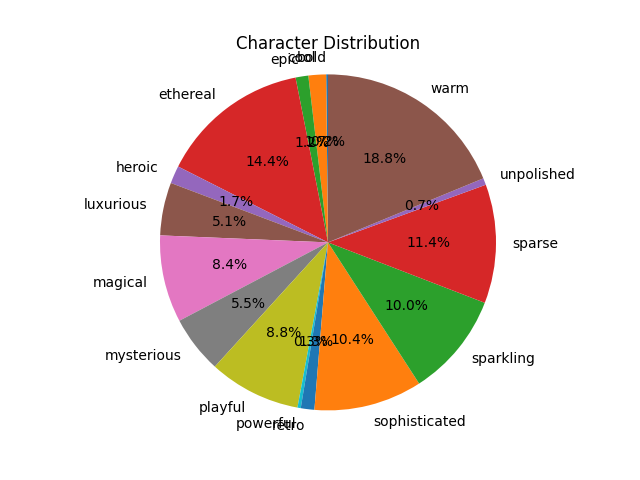 Character Distribution
epic
bold
ethereal
warm
14.4%
18.8%
heroic
unpolished
1.7%
0.7%
luxurious
5.1%
sparse
11.4%
magical
8.4%
mysterious
5.5%
10.0%
sparkling
playful
8.8%
10.4%
sophisticated
powerful
retro